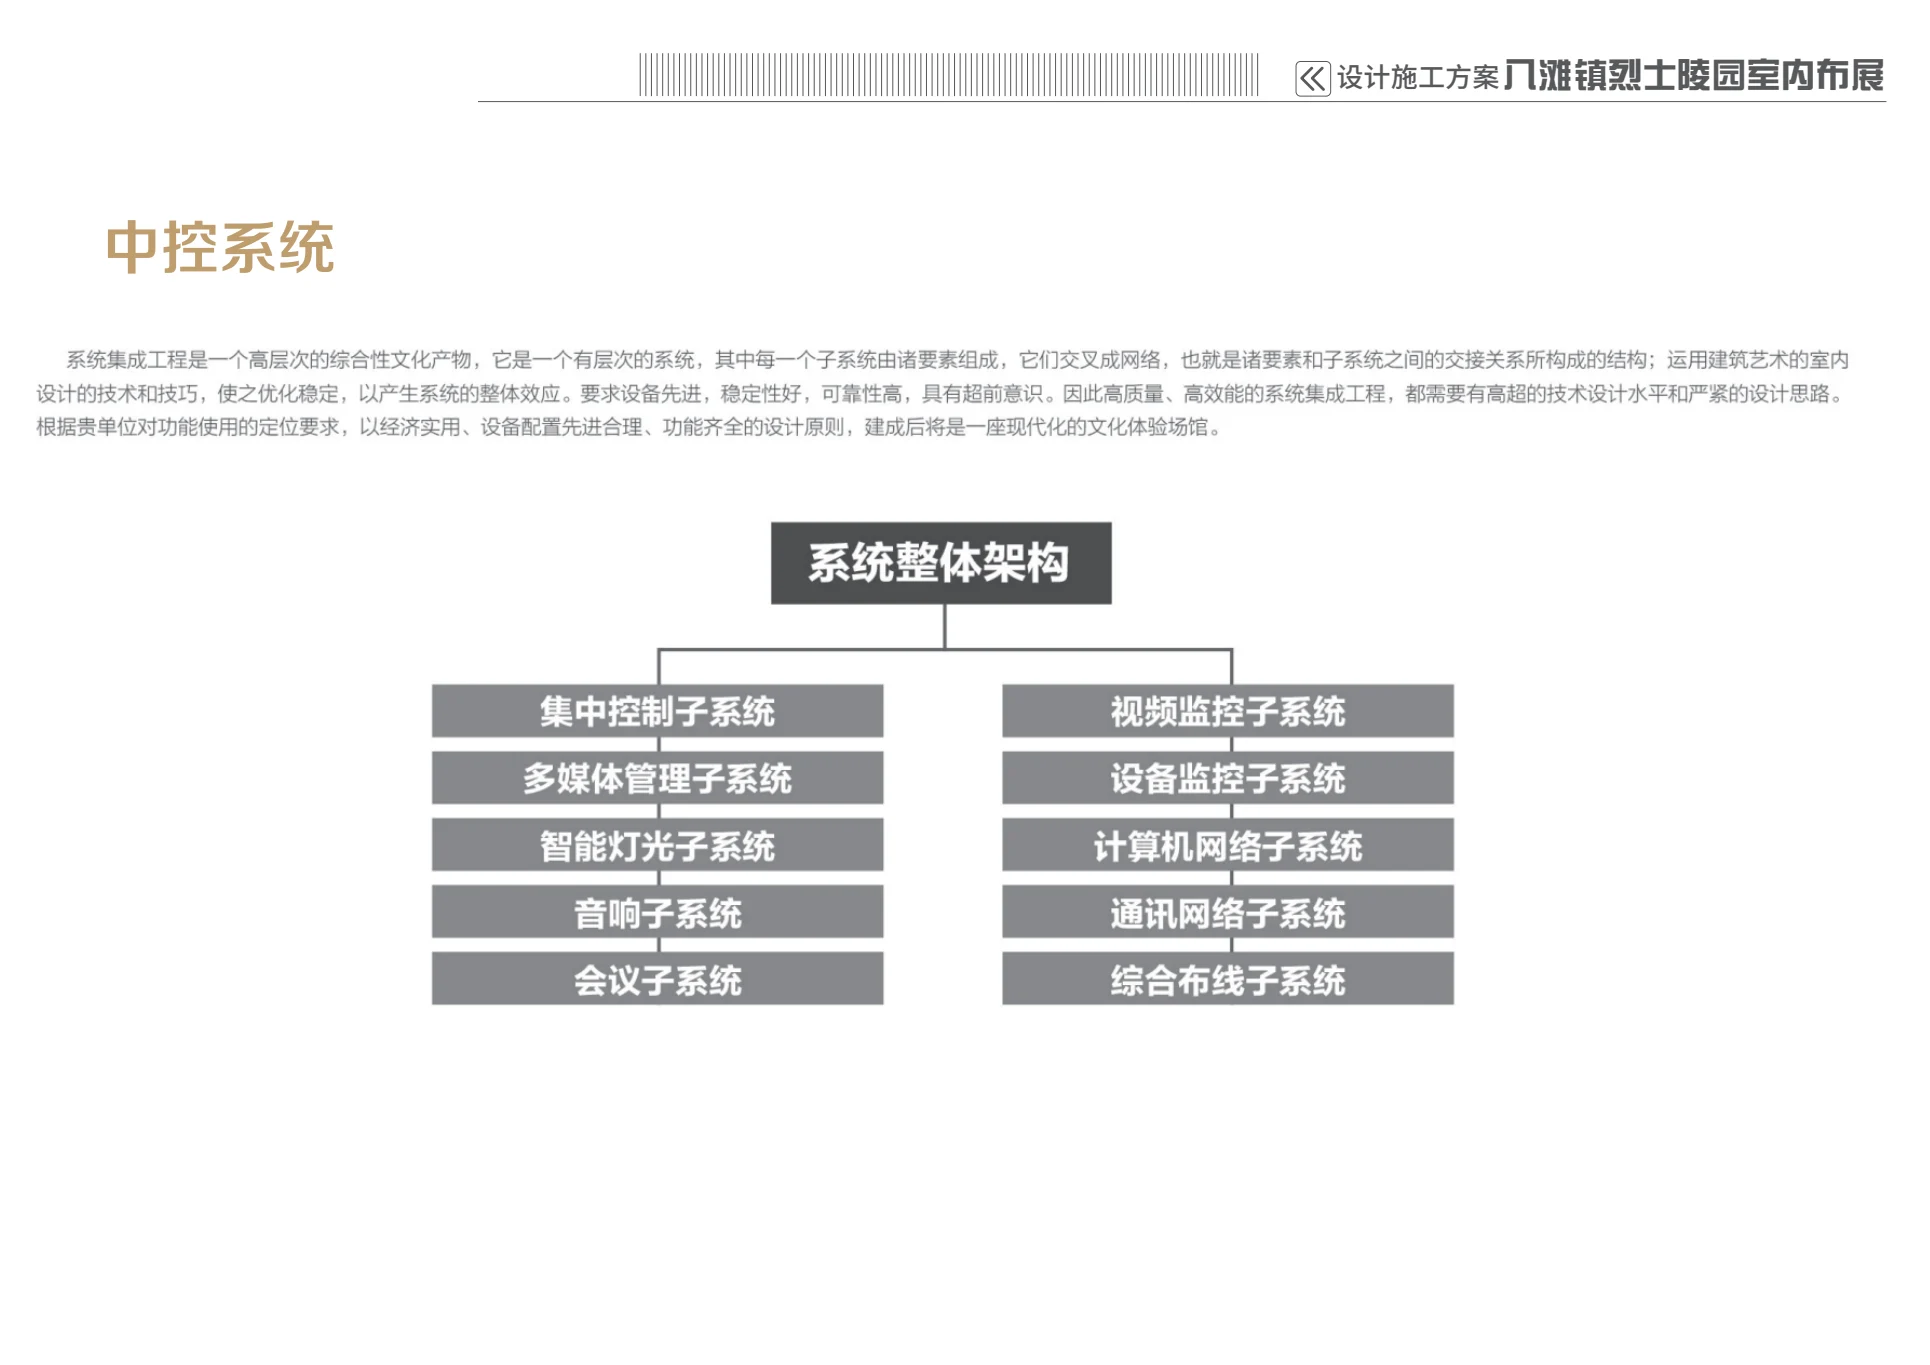 设计施工方案 八滩镇烈士陵园室内布展
中控系统
系统集成工程是一个高层次的综合性文化产物，它是一个有层次的系统，其中每一个子系统由诸要素组成，它们交叉成网络，也就是诸要素和子系统之间的交接关系所构成的结构；运用建筑艺术的室内
设计的技术和技巧，使之优化稳定，以产生系统的整体效应。要求设备先进，稳定性好，可靠性高，具有超前意识。因此高质量、高效能的系统集成工程，都需要有高超的技术设计水平和严紧的设计思路。
根据贵单位对功能使用的定位要求，以经济实用、设备配置先进合理、功能齐全的设计原则，建成后将是一座现代化的文化体验场馆。
系统整体架构
集中控制子系统
多媒体管理子系统
智能灯光子系统
音响子系统
会议子系统
视频监控子系统
设备监控子系统
计算机网络子系统
通讯网络子系统
综合布线子系统